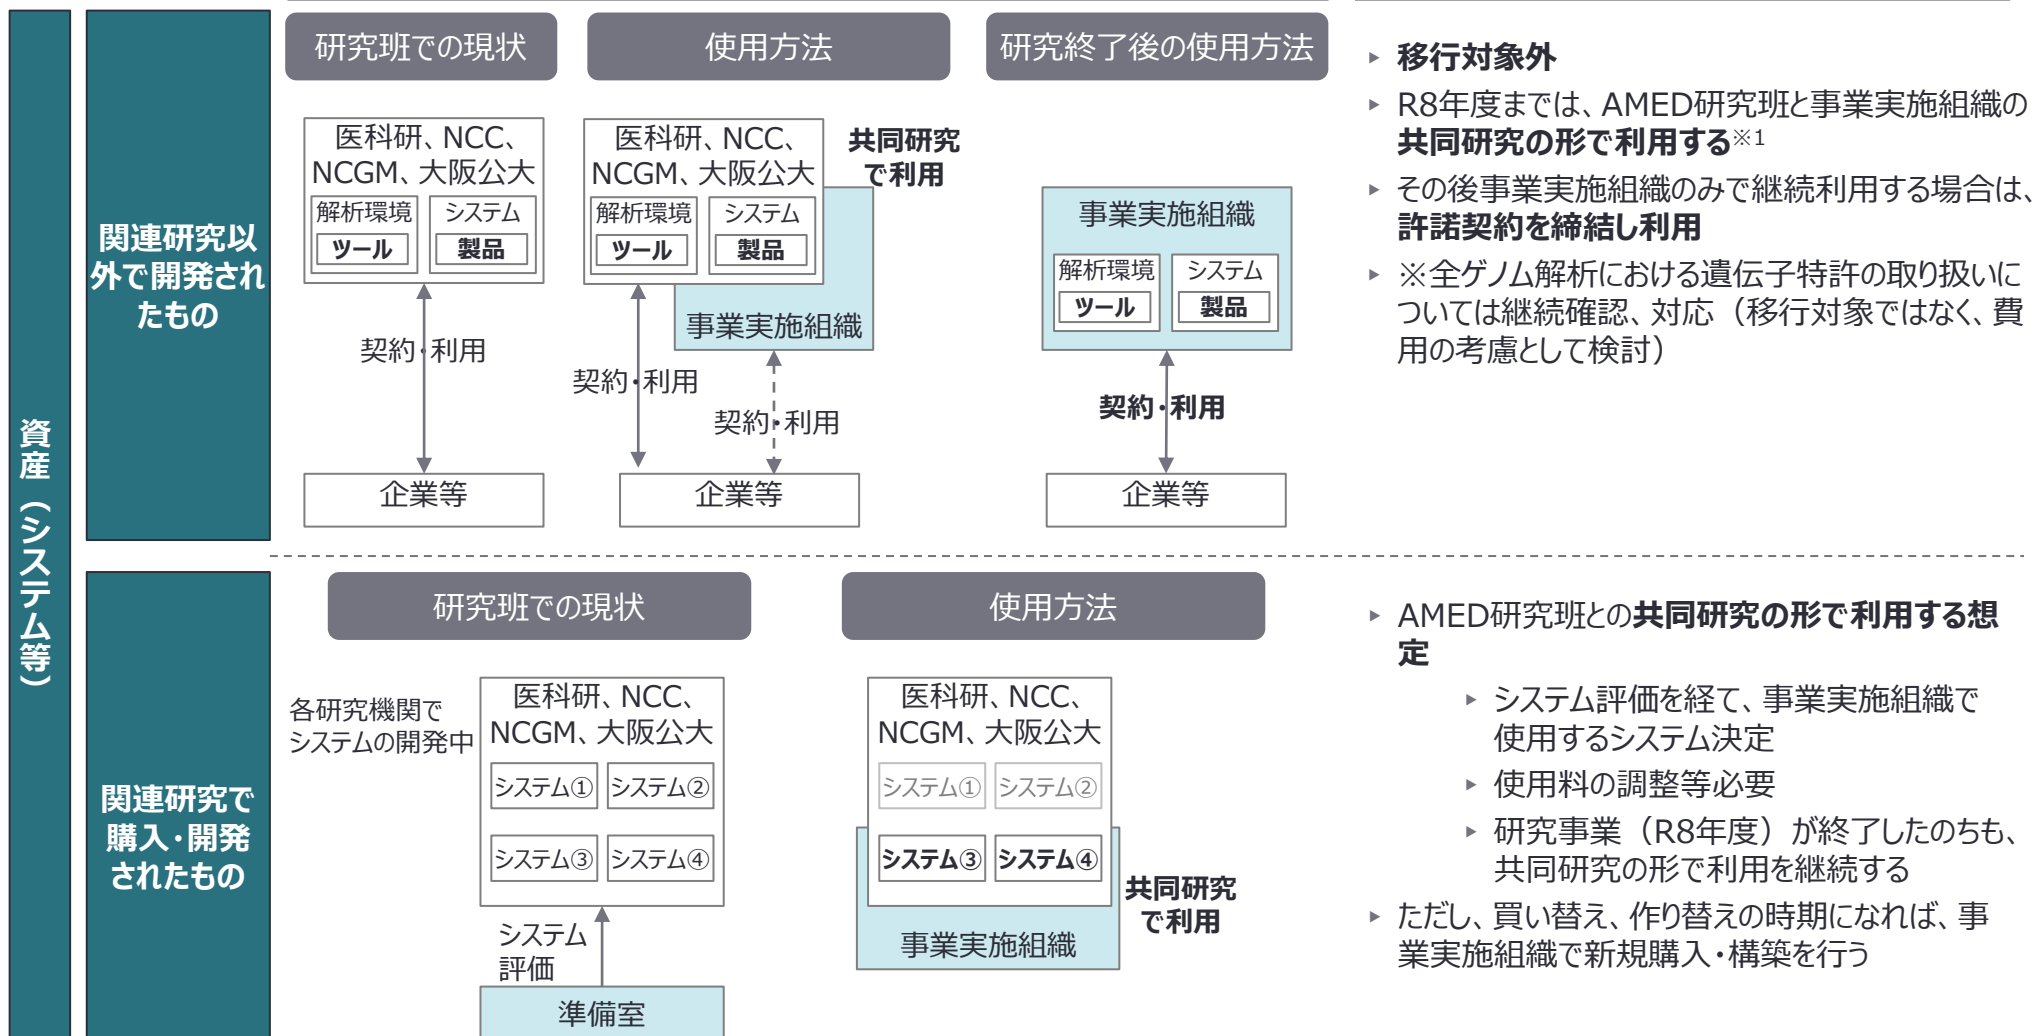 資産（システム等）
関連研究以
外で開発され
たもの
研究班での現状
使用方法
研究終了後の使用方法
医科研、NCC、
NCGM、大阪公大
解析環境
ツール
システム
製品
契約・利用
企業等
医科研、NCC、
NCGM、大阪公大
解析環境
ツール
システム
製品
共同研究
で利用
事業実施組織
契約・利用
契約・利用
企業等
事業実施組織
解析環境
ツール
システム
製品
契約・利用
企業等
▸ 移行対象外
▸ R8年度までは、AMED研究班と事業実施組織の
共同研究の形で利用する※1
▸ その後事業実施組織のみで継続利用する場合は、
許諾契約を締結し利用
▸ ※全ゲノム解析における遺伝子特許の取り扱いに
ついては継続確認、対応（移行対象ではなく、費
用の考慮として検討）
関連研究で
購入・開発
されたもの
研究班での現状
使用方法
各研究機関で
システムの開発中
医科研、NCC、
NCGM、大阪公大
システム① システム②
システム③ システム④
システム
評価
準備室
医科研、NCC、
NCGM、大阪公大
システム① システム②
システム③ システム④
共同研究
で利用
事業実施組織
▸ AMED研究班との共同研究の形で利用する想
定
▸ システム評価を経て、事業実施組織で
使用するシステム決定
▸ 使用料の調整等必要
▸ 研究事業（R8年度）が終了したのちも、
共同研究の形で利用を継続する
▸ ただし、買い替え、作り替えの時期になれば、事
業実施組織で新規購入・構築を行う